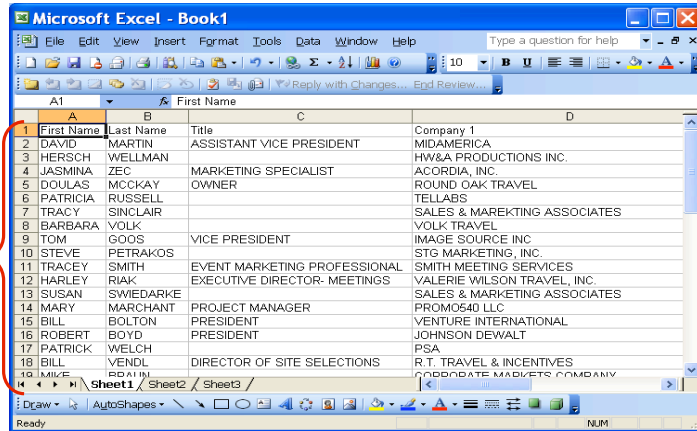 Microsoft Excel - Book1
File Edit View Insert Format Tools Data Window Help Type a question for help
10 B U A
Reply with Changes... End Review...
A1 fx First Name
A B C D
1 First Name Last Name Title Company 1
2 DAVID MARTIN ASSISTANT VICE PRESIDENT MIDAMERICA
3 HERSCH WELLMAN HW&A PRODUCTIONS INC.
4 JASMINA ZEC MARKETING SPECIALIST ACORDIA, INC.
5 DOULAS MCCKAY OWNER ROUND OAK TRAVEL
6 PATRICIA RUSSELL TELLABS
7 TRACY SINCLAIR SALES & MAREKTING ASSOCIATES
8 BARBARA VOLK VOLK TRAVEL
9 TOM GOOS VICE PRESIDENT IMAGE SOURCE INC
10 STEVE PETRAKOS STG MARKETING, INC.
11 TRACEY SMITH EVENT MARKETING PROFESSIONAL SMITH MEETING SERVICES
12 HARLEY RIAK EXECUTIVE DIRECTOR- MEETINGS VALERIE WILSON TRAVEL, INC.
13 SUSAN SWIEDARKE SALES & MARKETING ASSOCIATES
14 MARY MARCHANT PROJECT MANAGER PROMO540 LLC
15 BILL BOLTON PRESIDENT VENTURE INTERNATIONAL
16 ROBERT BOYD PRESIDENT JOHNSON DEWALT
17 PATRICK WELCH PSA
18 BILL VENDL DIRECTOR OF SITE SELECTIONS R.T. TRAVEL & INCENTIVES
19 MIKE BRAUN CORPORATE MARKETS COMPANY
Sheet1 Sheet2 Sheet3
Draw AutoShapes A
Ready NUM